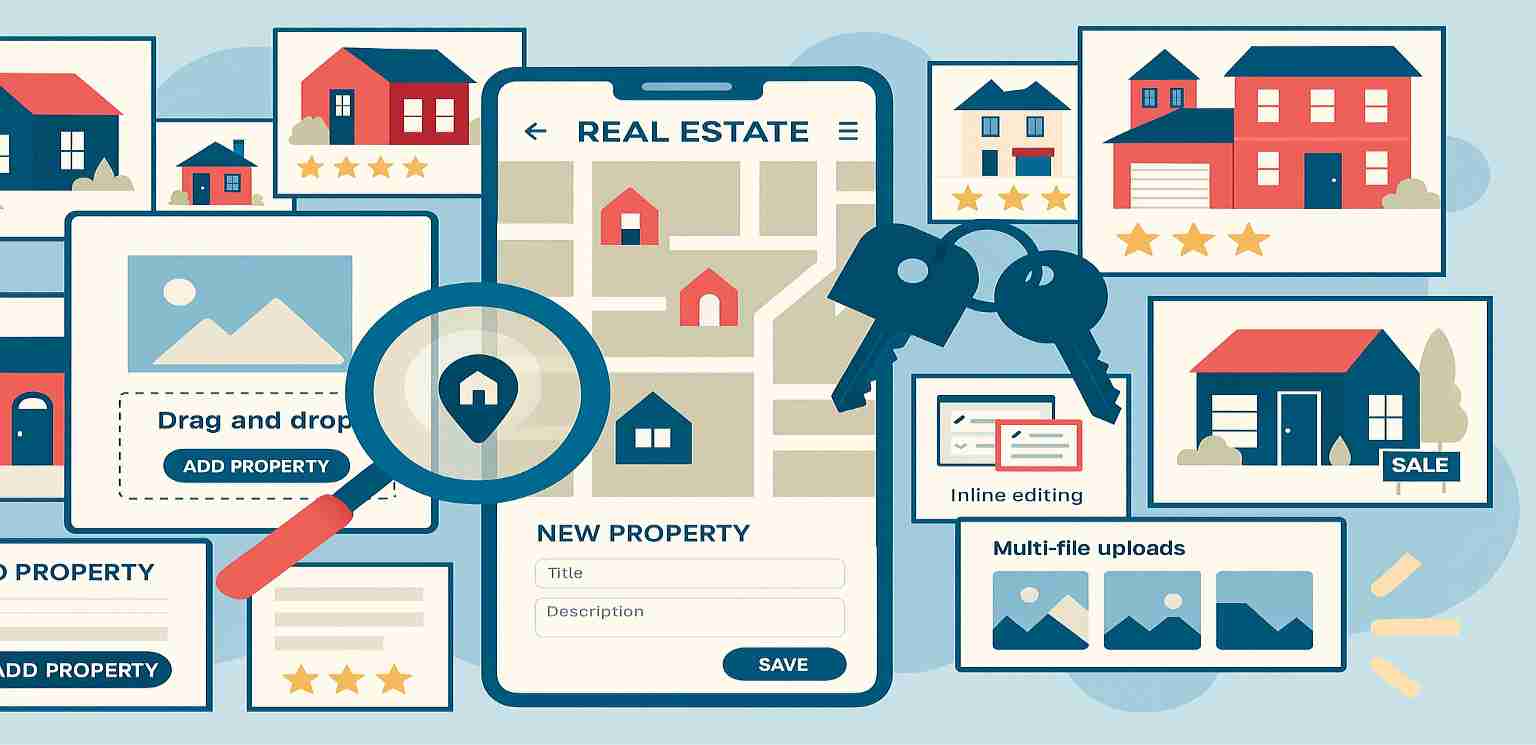 REAL ESTATE
Drag and drop
ADD PROPERTY
D PROPERTY
ADD PROPERTY
NEW PROPERTY
Title
Description
SAVE
Inline editing
SALE
Multi-file uploads